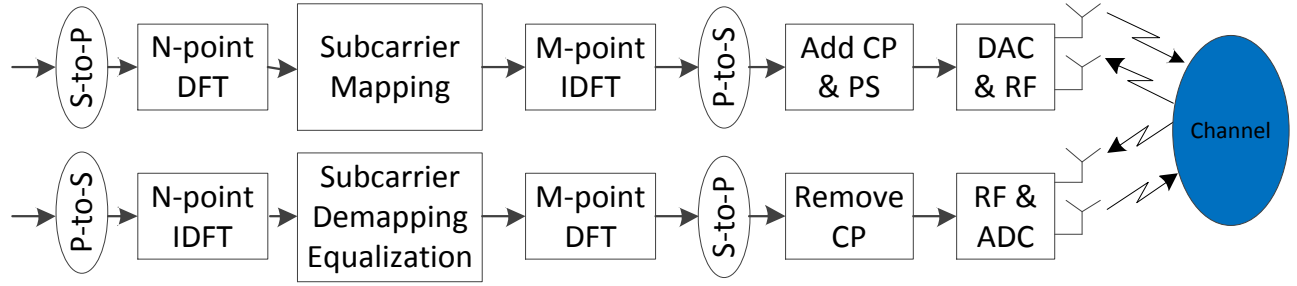 S-to-P
N-point
DFT
Subcarrier
Mapping
M-point
IDFT
P-to-S
Add CP
& PS
DAC
& RF
Channel
P-to-S
N-point
IDFT
Subcarrier
Demapping
Equalization
M-point
DFT
S-to-P
Remove
CP
RF &
ADC